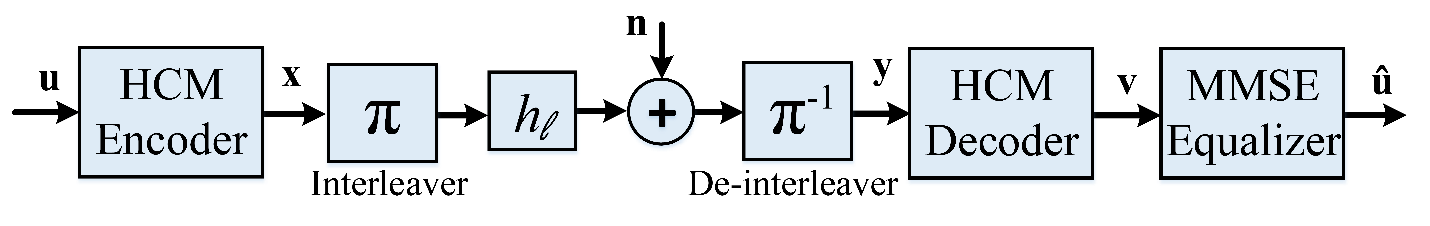 u
HCM
Encoder
x
π
Interleaver
hℓ
n
+
π-1
De-interleaver
y
HCM
Decoder
v
MMSE
Equalizer
û